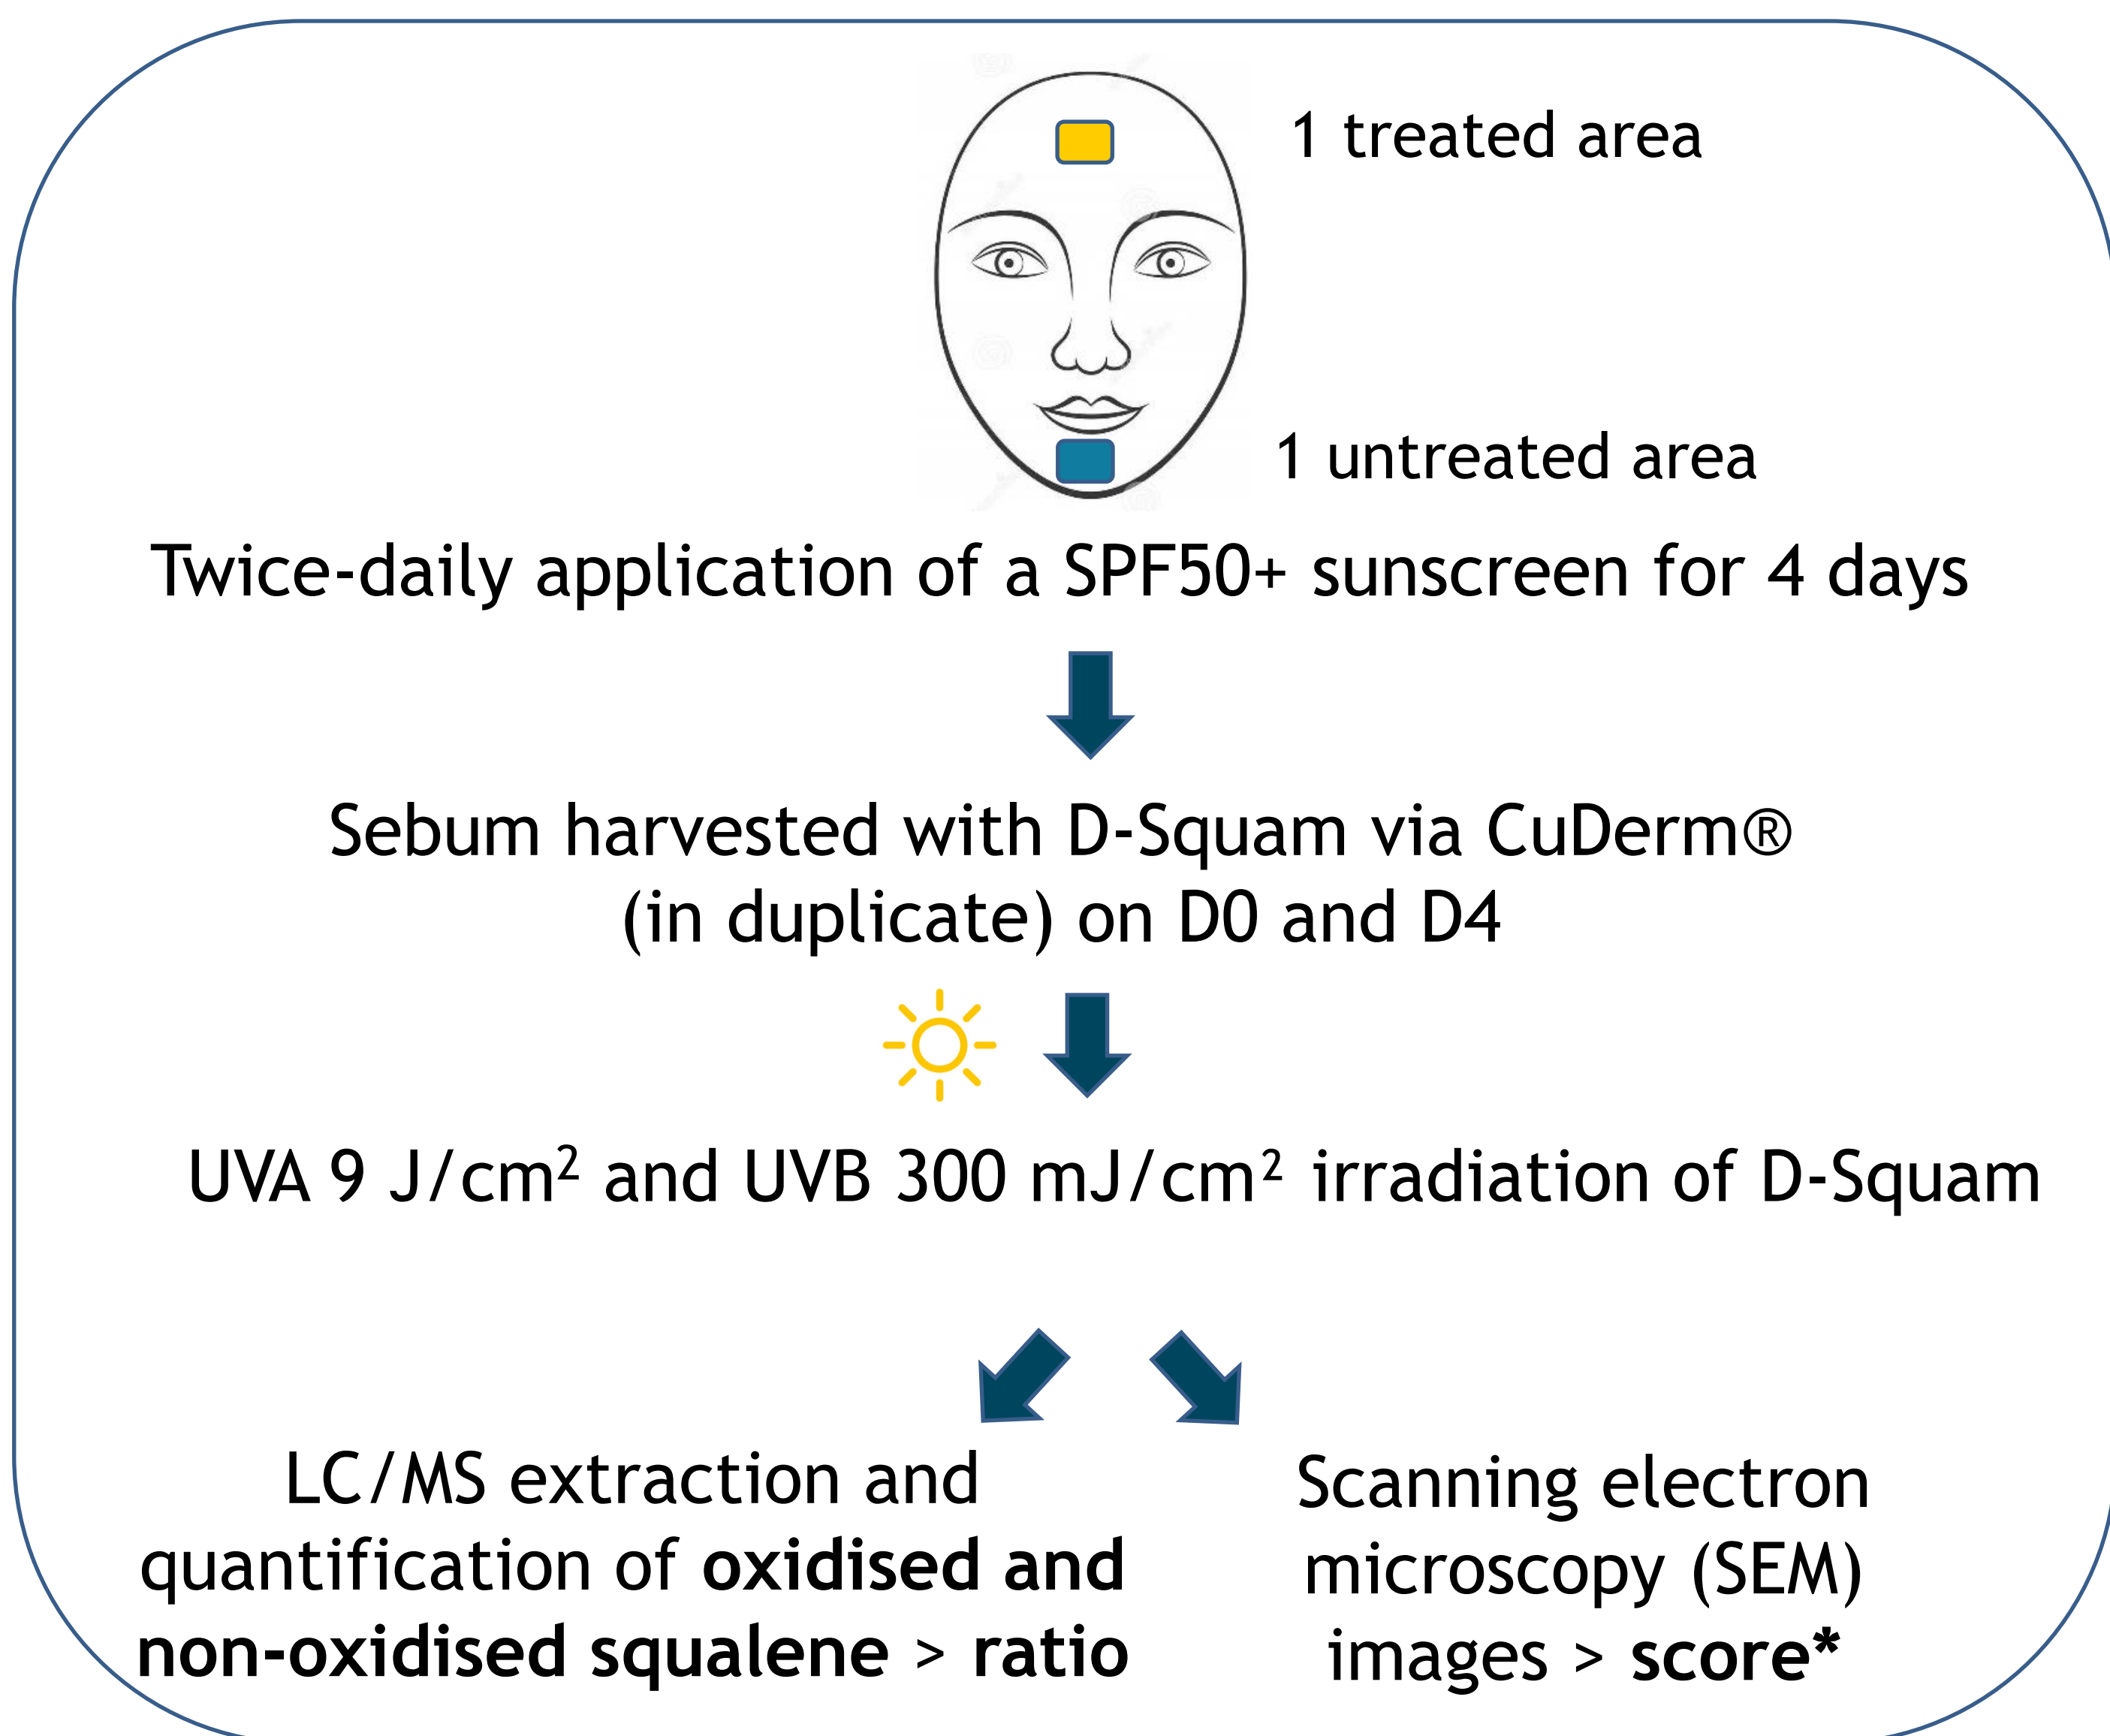 1 treated area
1 untreated area
Twice-daily application of a SPF50+ sunscreen for 4 days
Sebum harvested with D-Squam via CuDerm®
(in duplicate) on D0 and D4
UVA 9 J/cm² and UVB 300 mJ/cm² irradiation of D-Squam
LC/MS extraction and
quantification of oxidised and
non-oxidised squalene > ratio
Scanning electron
microscopy (SEM)
images > score*